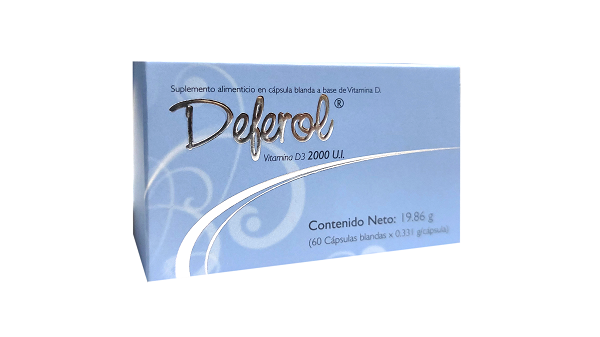 Suplemento alimenticio en cápsula blanda a base de Vitamina D.
Deferol®
Vitamina D3 2000 U.I.
Contenido Neto: 19.86 g
(60 Cápsulas blandas x 0.331 g/cápsula)